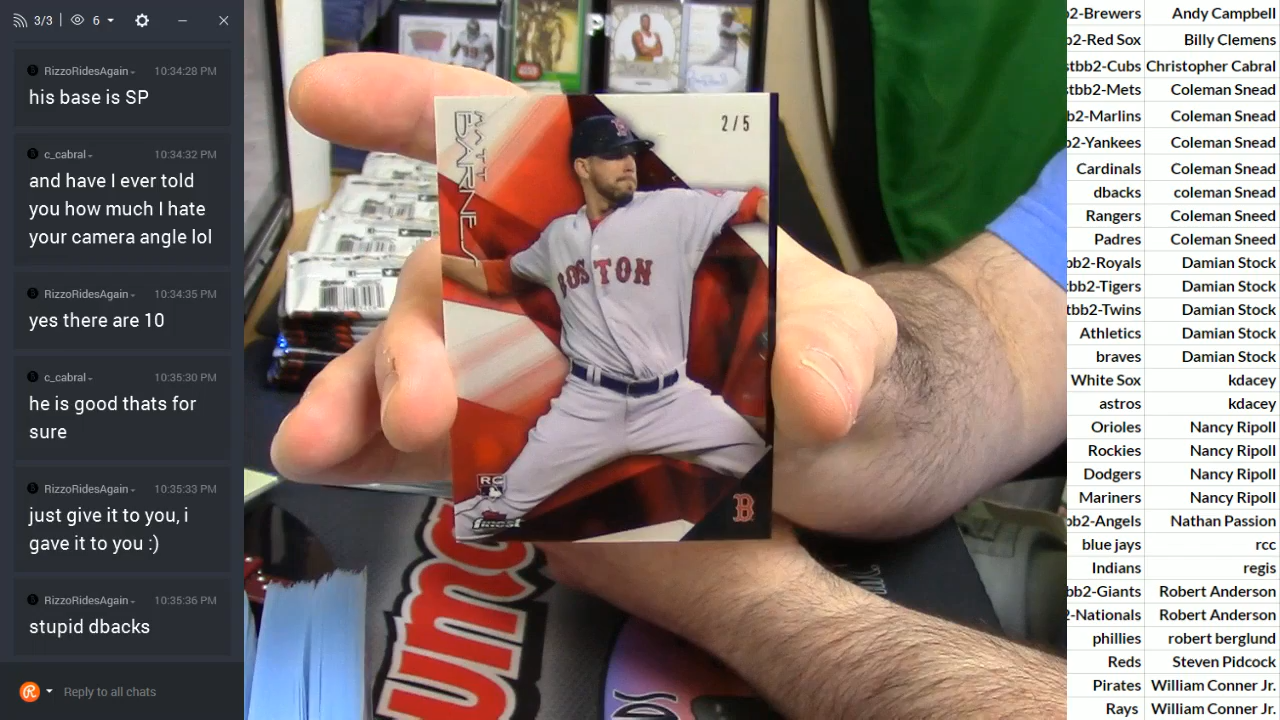 3/3
6
RizzoRidesAgain
10:34:28 PM
his base is SP
c_cabral
10:34:32 PM
and have I ever told
you how much I hate
your camera angle lol
RizzoRidesAgain
10:34:35 PM
yes there are 10
c_cabral
10:35:30 PM
he is good thats for
sure
RizzoRidesAgain
10:35:33 PM
just give it to you, i
gave it to you :)
RizzoRidesAgain
10:35:36 PM
stupid dbacks
Reply to all chats
2/5
MATT
BARNES
BOSTON
B
RC
finest
b2-Brewers Andy Campbell
b2-Red Sox Billy Clemens
stbb2-Cubs Christopher Cabral
tbb2-Mets Coleman Snead
b2-Marlins Coleman Snead
b2-Yankees Coleman Snead
Cardinals Coleman Snead
dbacks coleman Snead
Rangers Coleman Sneed
Padres Coleman Sneed
bb2-Royals Damian Stock
bb2-Tigers Damian Stock
tbb2-Twins Damian Stock
Athletics Damian Stock
braves Damian Stock
White Sox kdacey
astros kdacey
Orioles Nancy Ripoll
Rockies Nancy Ripoll
Dodgers Nancy Ripoll
Mariners Nancy Ripoll
bb2-Angels Nathan Passion
blue jays rcc
Indians regis
bb2-Giants Robert Anderson
2-Nationals Robert Anderson
phillies robert berglund
Reds Steven Pidcock
Pirates William Conner Jr.
Rays William Conner Jr.